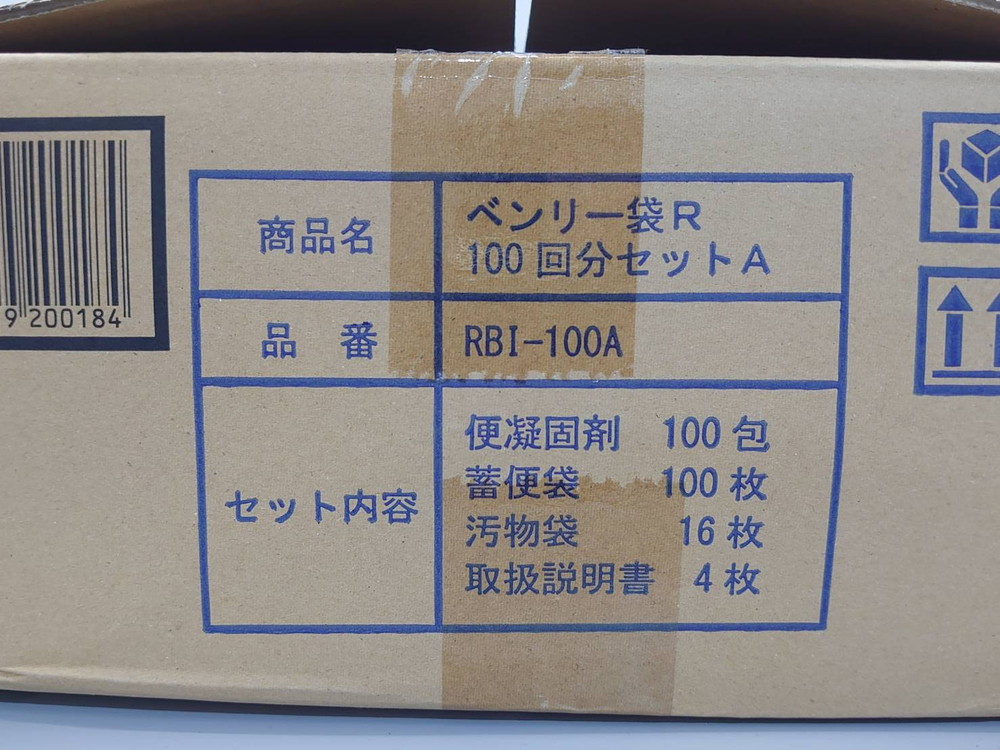 商品名
ベンリー袋R
100回分セットA
品 番
RBI-100A
セット内容
便凝固剤 100包
蓄便袋 100枚
汚物袋 16枚
取扱説明書 4枚
9 200184